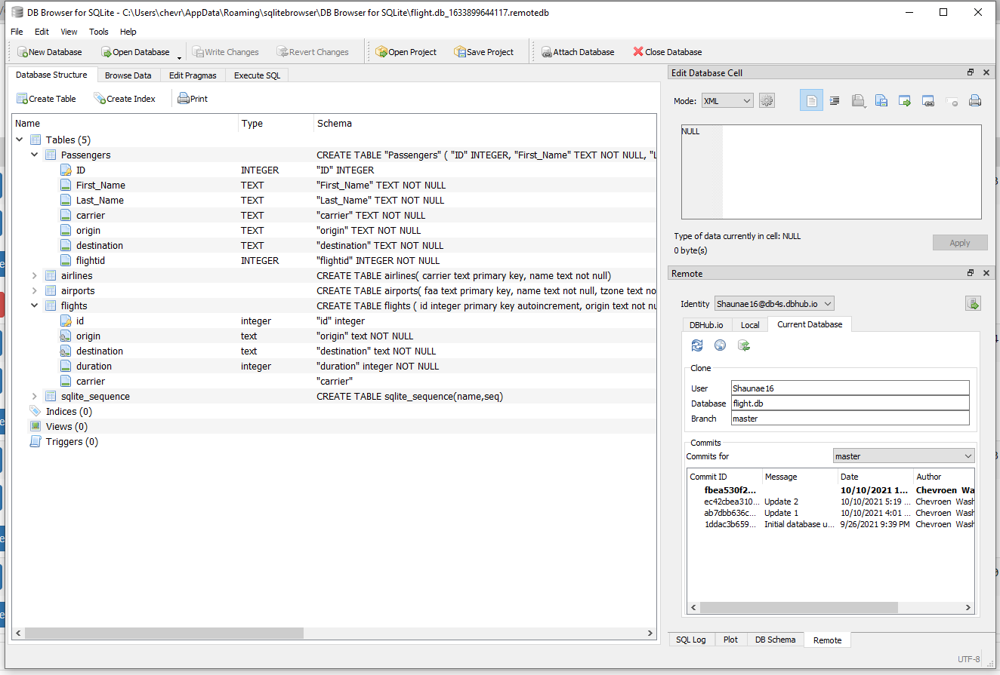 DB Browser for SQLite - C:\Users\chevr\AppData\Roaming\sqlitebrowser\DB Browser for SQLite\flight.db_1633899644117.remotedb
File Edit View Tools Help
New Database Open Database Write Changes Revert Changes Open Project Save Project Attach Database Close Database
Database Structure Browse Data Edit Pragmas Execute SQL
Create Table Create Index Print
Name Type Schema
Tables (5)
Passengers CREATE TABLE "Passengers" ( "ID" INTEGER, "First_Name" TEXT NOT NULL, "L
ID INTEGER "ID" INTEGER
First_Name TEXT "First_Name" TEXT NOT NULL
Last_Name TEXT "Last_Name" TEXT NOT NULL
carrier TEXT "carrier" TEXT NOT NULL
origin TEXT "origin" TEXT NOT NULL
destination TEXT "destination" TEXT NOT NULL
flightid INTEGER "flightid" INTEGER NOT NULL
airlines CREATE TABLE airlines( carrier text primary key, name text not null)
airports CREATE TABLE airports( faa text primary key, name text not null, tzone text no
flights CREATE TABLE flights ( id integer primary key autoincrement, origin text not nu
id integer "id" integer
origin text "origin" text NOT NULL
destination text "destination" text NOT NULL
duration integer "duration" integer NOT NULL
carrier "carrier"
sqlite_sequence CREATE TABLE sqlite_sequence(name,seq)
Indices (0)
Views (0)
Triggers (0)
Edit Database Cell
Mode: XML
NULL
Type of data currently in cell: NULL
0 byte(s)
Apply
Remote
Identity Shaunae16@db4s.dbhub.io
DBHub.io Local Current Database
Clone
User Shaunae16
Database flight.db
Branch master
Commits
Commits for master
Commit ID Message Date Author
fbea530f2... 10/10/2021 1... Chevroen Wa
ec42cbea310... Update 2 10/10/2021 5:19 ... Chevroen Wash
ab7dbb636c... Update 1 10/10/2021 4:01 ... Chevroen Wash
1ddac3b659... Initial database u... 9/26/2021 9:39 PM Chevroen Wash
SQL Log Plot DB Schema Remote
UTF-8